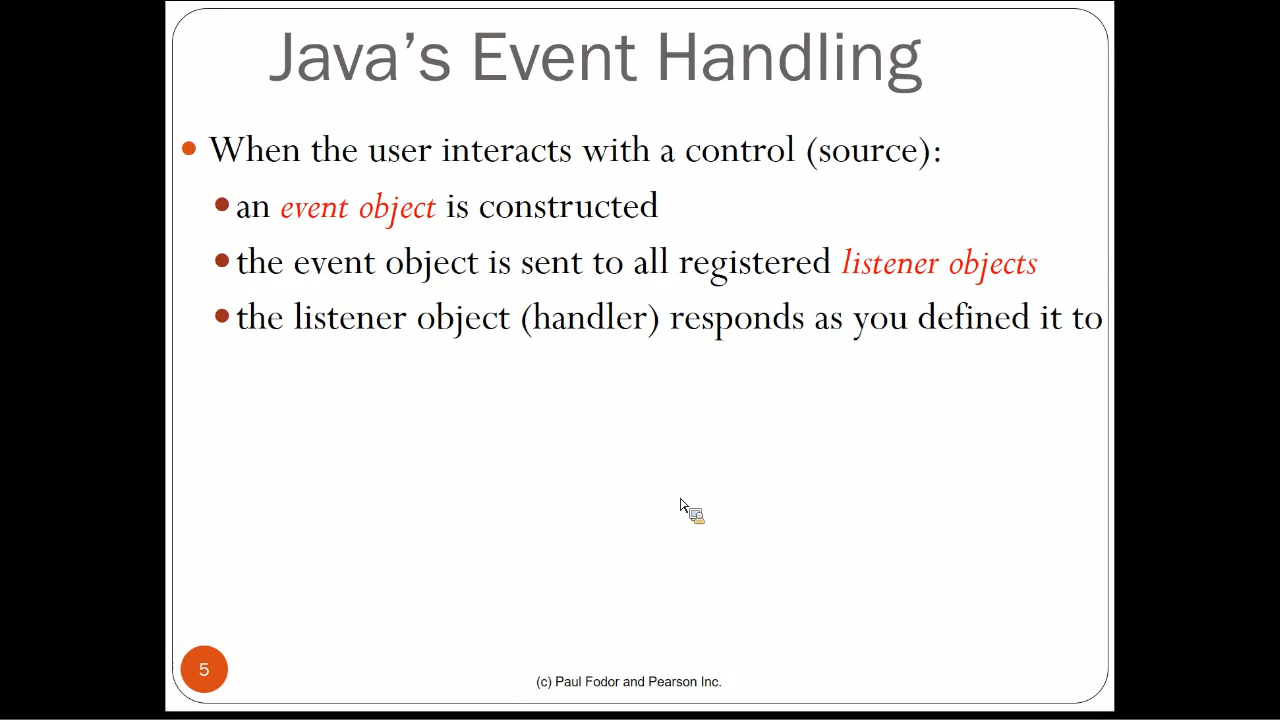 Java’s Event Handling
• When the user interacts with a control (source):
• an event object is constructed
• the event object is sent to all registered listener objects
• the listener object (handler) responds as you defined it to
5
(c) Paul Fodor and Pearson Inc.